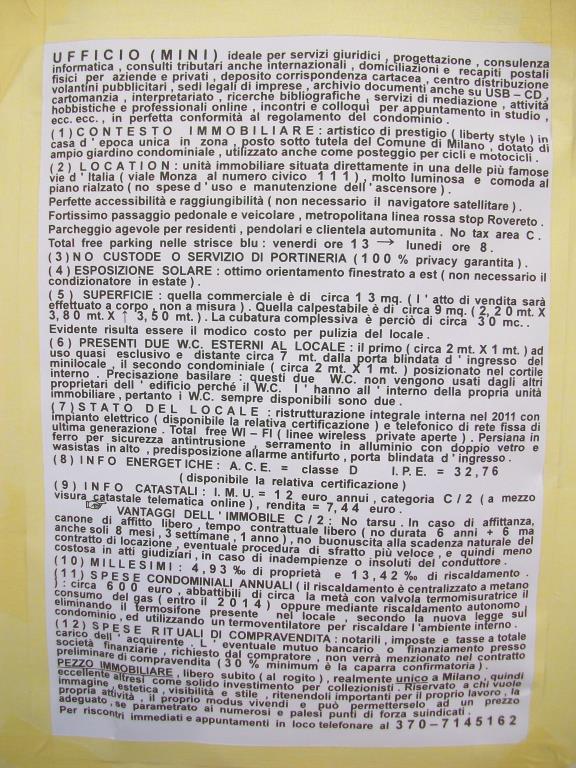 UFFICIO (MINI) ideale per servizi giuridici , progettazione , consulenza
informatica , consulti tributari anche internazionali , domiciliazioni e recapiti postali
fisici per aziende e privati , deposito corrispondenza cartacea , centro distribuzione
volantini pubblicitari , sedi legali di imprese , archivio documenti anche su USB – CD ,
cartomanzia , interpretariato , ricerche bibliografiche , servizi di mediazione , attività
hobbistiche e professionali online , incontri e colloqui per appuntamento in studio ,
ecc. ecc. , in perfetta conformità al regolamento del condominio .
(1) CONTESTO IMMOBILIARE : artistico di prestigio ( liberty style ) in
casa d ' epoca unica in zona , posto sotto tutela del Comune di Milano , dotato di
ampio giardino condominiale , utilizzato anche come posteggio per cicli e motocicli .
(2) LOCATION : unità immobiliare situata direttamente in una delle più famose
vie d ' Italia ( viale Monza al numero civico 111 ) , molto luminosa e comoda al
piano rialzato ( no spese d ' uso e manutenzione dell ' ascensore ) .
Perfette accessibilità e raggiungibilità ( non necessario il navigatore satellitare ) .
Fortissimo passaggio pedonale e veicolare , metropolitana linea rossa stop Rovereto .
Parcheggio agevole per residenti , pendolari e clientela automunita . No tax area C .
Total free parking nelle strisce blu : venerdi ore 13 → lunedi ore 8 .
(3) NO CUSTODE O SERVIZIO DI PORTINERIA ( 100 % privacy garantita ) .
(4) ESPOSIZIONE SOLARE : ottimo orientamento finestrato a est ( non necessario il
condizionatore in estate ) .
(5) SUPERFICIE : quella commerciale è di circa 13 mq. ( l ' atto di vendita sarà
effettuato a corpo , non a misura ) . Quella calpestabile è di circa 9 mq. ( 2,20 mt. X
3,80 mt. X ↑ 3,50 mt. ) . La cubatura complessiva è perciò di circa 30 mc. .
Evidente risulta essere il modico costo per pulizia del locale .
(6) PRESENTI DUE W.C. ESTERNI AL LOCALE : il primo ( circa 2 mt. X 1 mt. ) ad
uso quasi esclusivo e distante circa 7 mt. dalla porta blindata d ' ingresso del
minilocale , il secondo condominiale ( circa 2 mt. X 1 mt. ) posizionato nel cortile
interno . Precisazione basilare : questi due W.C. non vengono usati dagli altri
proprietari dell ' edificio perchè il W.C. l ' hanno all ' interno della propria unità
immobiliare , pertanto i W.C. sempre disponibili sono due .
(7) STATO DEL LOCALE : ristrutturazione integrale interna nel 2011 con
impianto elettrico ( disponibile la relativa certificazione ) e telefonico di rete fissa di
ultima generazione . Total free WI – FI ( linee wireless private aperte ) . Persiana in
ferro per sicurezza antintrusione , serramento in alluminio con doppio vetro e
wasistas in alto , predisposizione allarme antifurto , porta blindata d ' ingresso .
(8) INFO ENERGETICHE : A.C.E. = classe D I.P.E. = 32,76
( disponibile la relativa certificazione )
(9) INFO CATASTALI : I.M.U. = 12 euro annui , categoria C/2 ( a mezzo
visura catastale telematica online ) , rendita = 7,44 euro .
☞ VANTAGGI DELL ' IMMOBILE C/2 : No tarsu . In caso di affittanza,
canone di affitto libero , tempo contrattuale libero ( no durata 6 anni + 6 ma
anche soli 8 mesi , 3 settimane , 1 anno ) , no buonuscita alla scadenza naturale del
contratto di locazione , eventuale procedura di sfratto più veloce , e quindi meno
costosa in atti giudiziari , in caso di inadempienze o insoluti del conduttore .
(10) MILLESIMI : 4,93 ‰ di proprietà e 13,42 ‰ di riscaldamento .
(11) SPESE CONDOMINIALI ANNUALI ( il riscaldamento è centralizzato a metano
) : circa 600 euro , abbattibili di circa la metà con valvola termomisuratrice il
consumo del gas ( entro il 2014 ) oppure mediante riscaldamento autonomo ,
eliminando il termosifone presente nel locale , secondo la nuova legge sul
condominio , ed utilizzando un termoventilatore per riscaldare l ' ambiente interno .
(12) SPESE RITUALI DI COMPRAVENDITA : notarili , imposte e tasse a totale
carico dell ' acquirente . L ' eventuale mutuo bancario o finanziamento presso
società finanziarie , richiesto dal compratore , non verrà menzionato nel contratto
preliminare di compravendita ( 30 % minimum è la caparra confirmatoria ) .
PEZZO IMMOBILIARE , libero subito ( al rogito ) , realmente unico a Milano , quindi
eccellente altresì come solido investimento per collezionisti . Riservato a chi vuole
immagine , estetica , visibilità e stile , ritenendoli importanti per il proprio lavoro , la
propria attività , il proprio modus vivendi e può permetterselo ad un prezzo
adeguato , se parametrato ai numerosi e palesi punti di forza suindicati .
Per riscontri immediati e appuntamenti in loco telefonare al 370–7145162